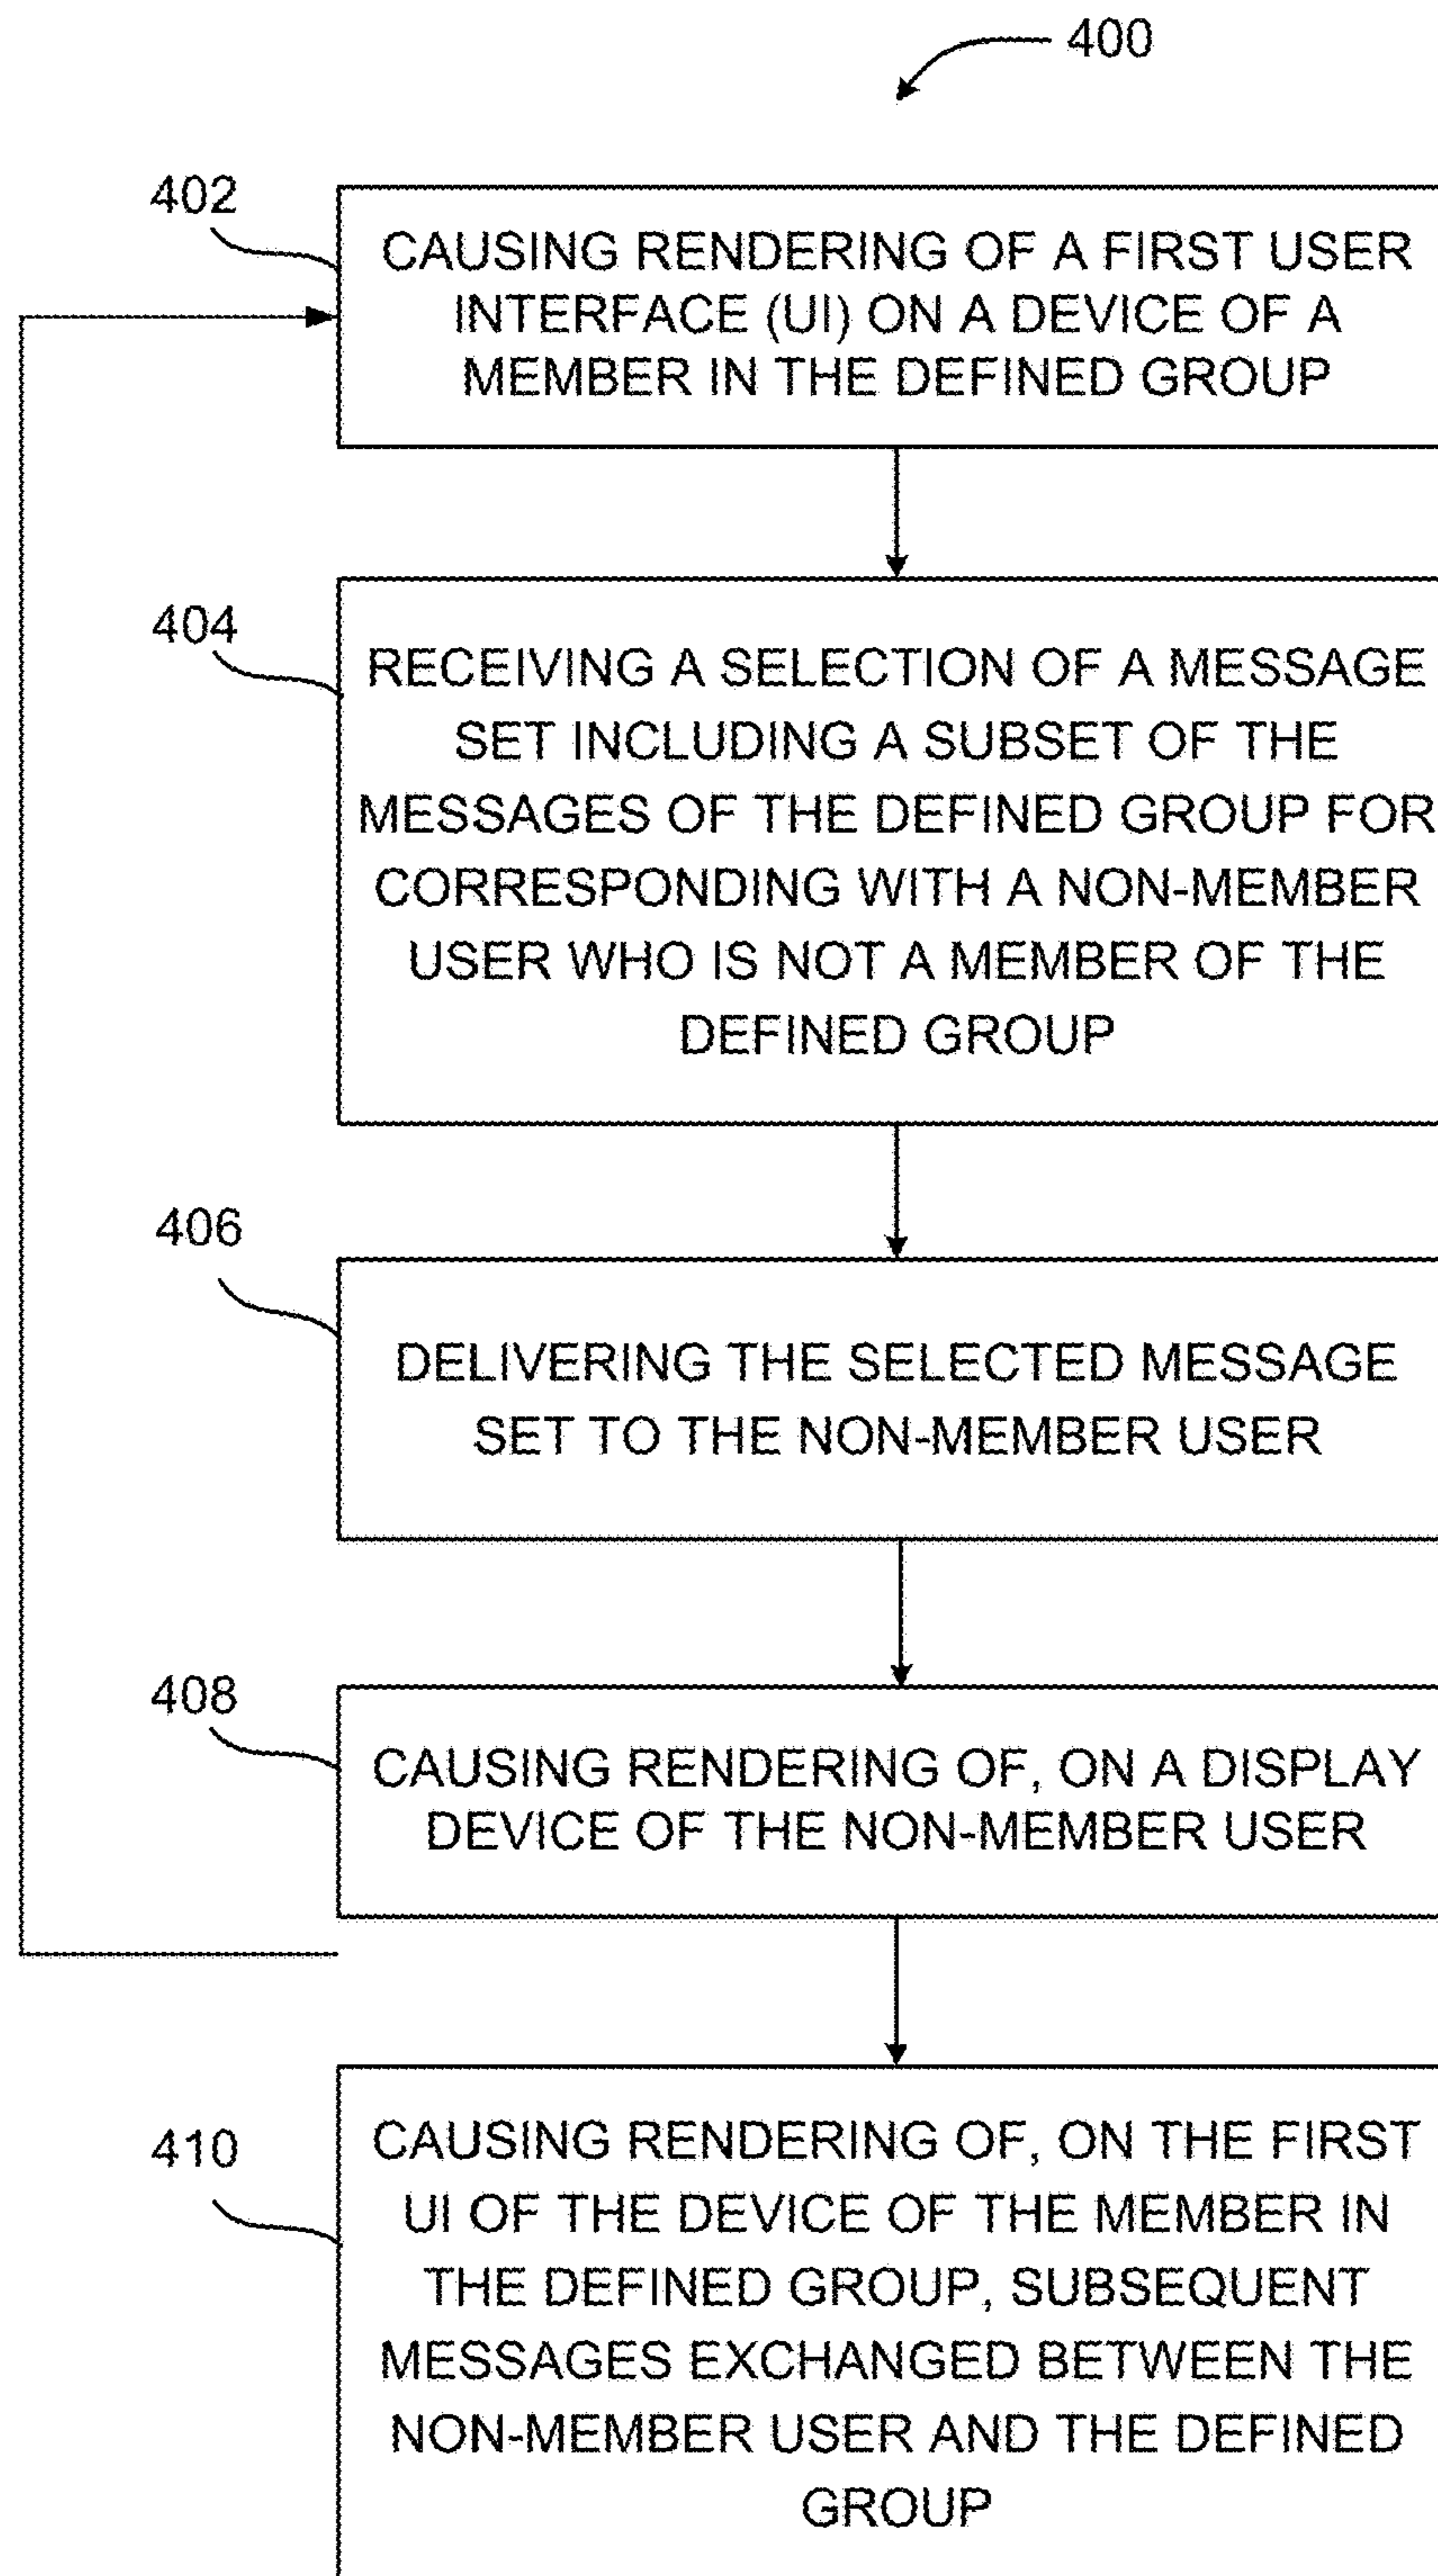 400
402
CAUSING RENDERING OF A FIRST USER
INTERFACE (UI) ON A DEVICE OF A
MEMBER IN THE DEFINED GROUP
404
RECEIVING A SELECTION OF A MESSAGE
SET INCLUDING A SUBSET OF THE
MESSAGES OF THE DEFINED GROUP FOR
CORRESPONDING WITH A NON-MEMBER
USER WHO IS NOT A MEMBER OF THE
DEFINED GROUP
406
DELIVERING THE SELECTED MESSAGE
SET TO THE NON-MEMBER USER
408
CAUSING RENDERING OF, ON A DISPLAY
DEVICE OF THE NON-MEMBER USER
410
CAUSING RENDERING OF, ON THE FIRST
UI OF THE DEVICE OF THE MEMBER IN
THE DEFINED GROUP, SUBSEQUENT
MESSAGES EXCHANGED BETWEEN THE
NON-MEMBER USER AND THE DEFINED
GROUP